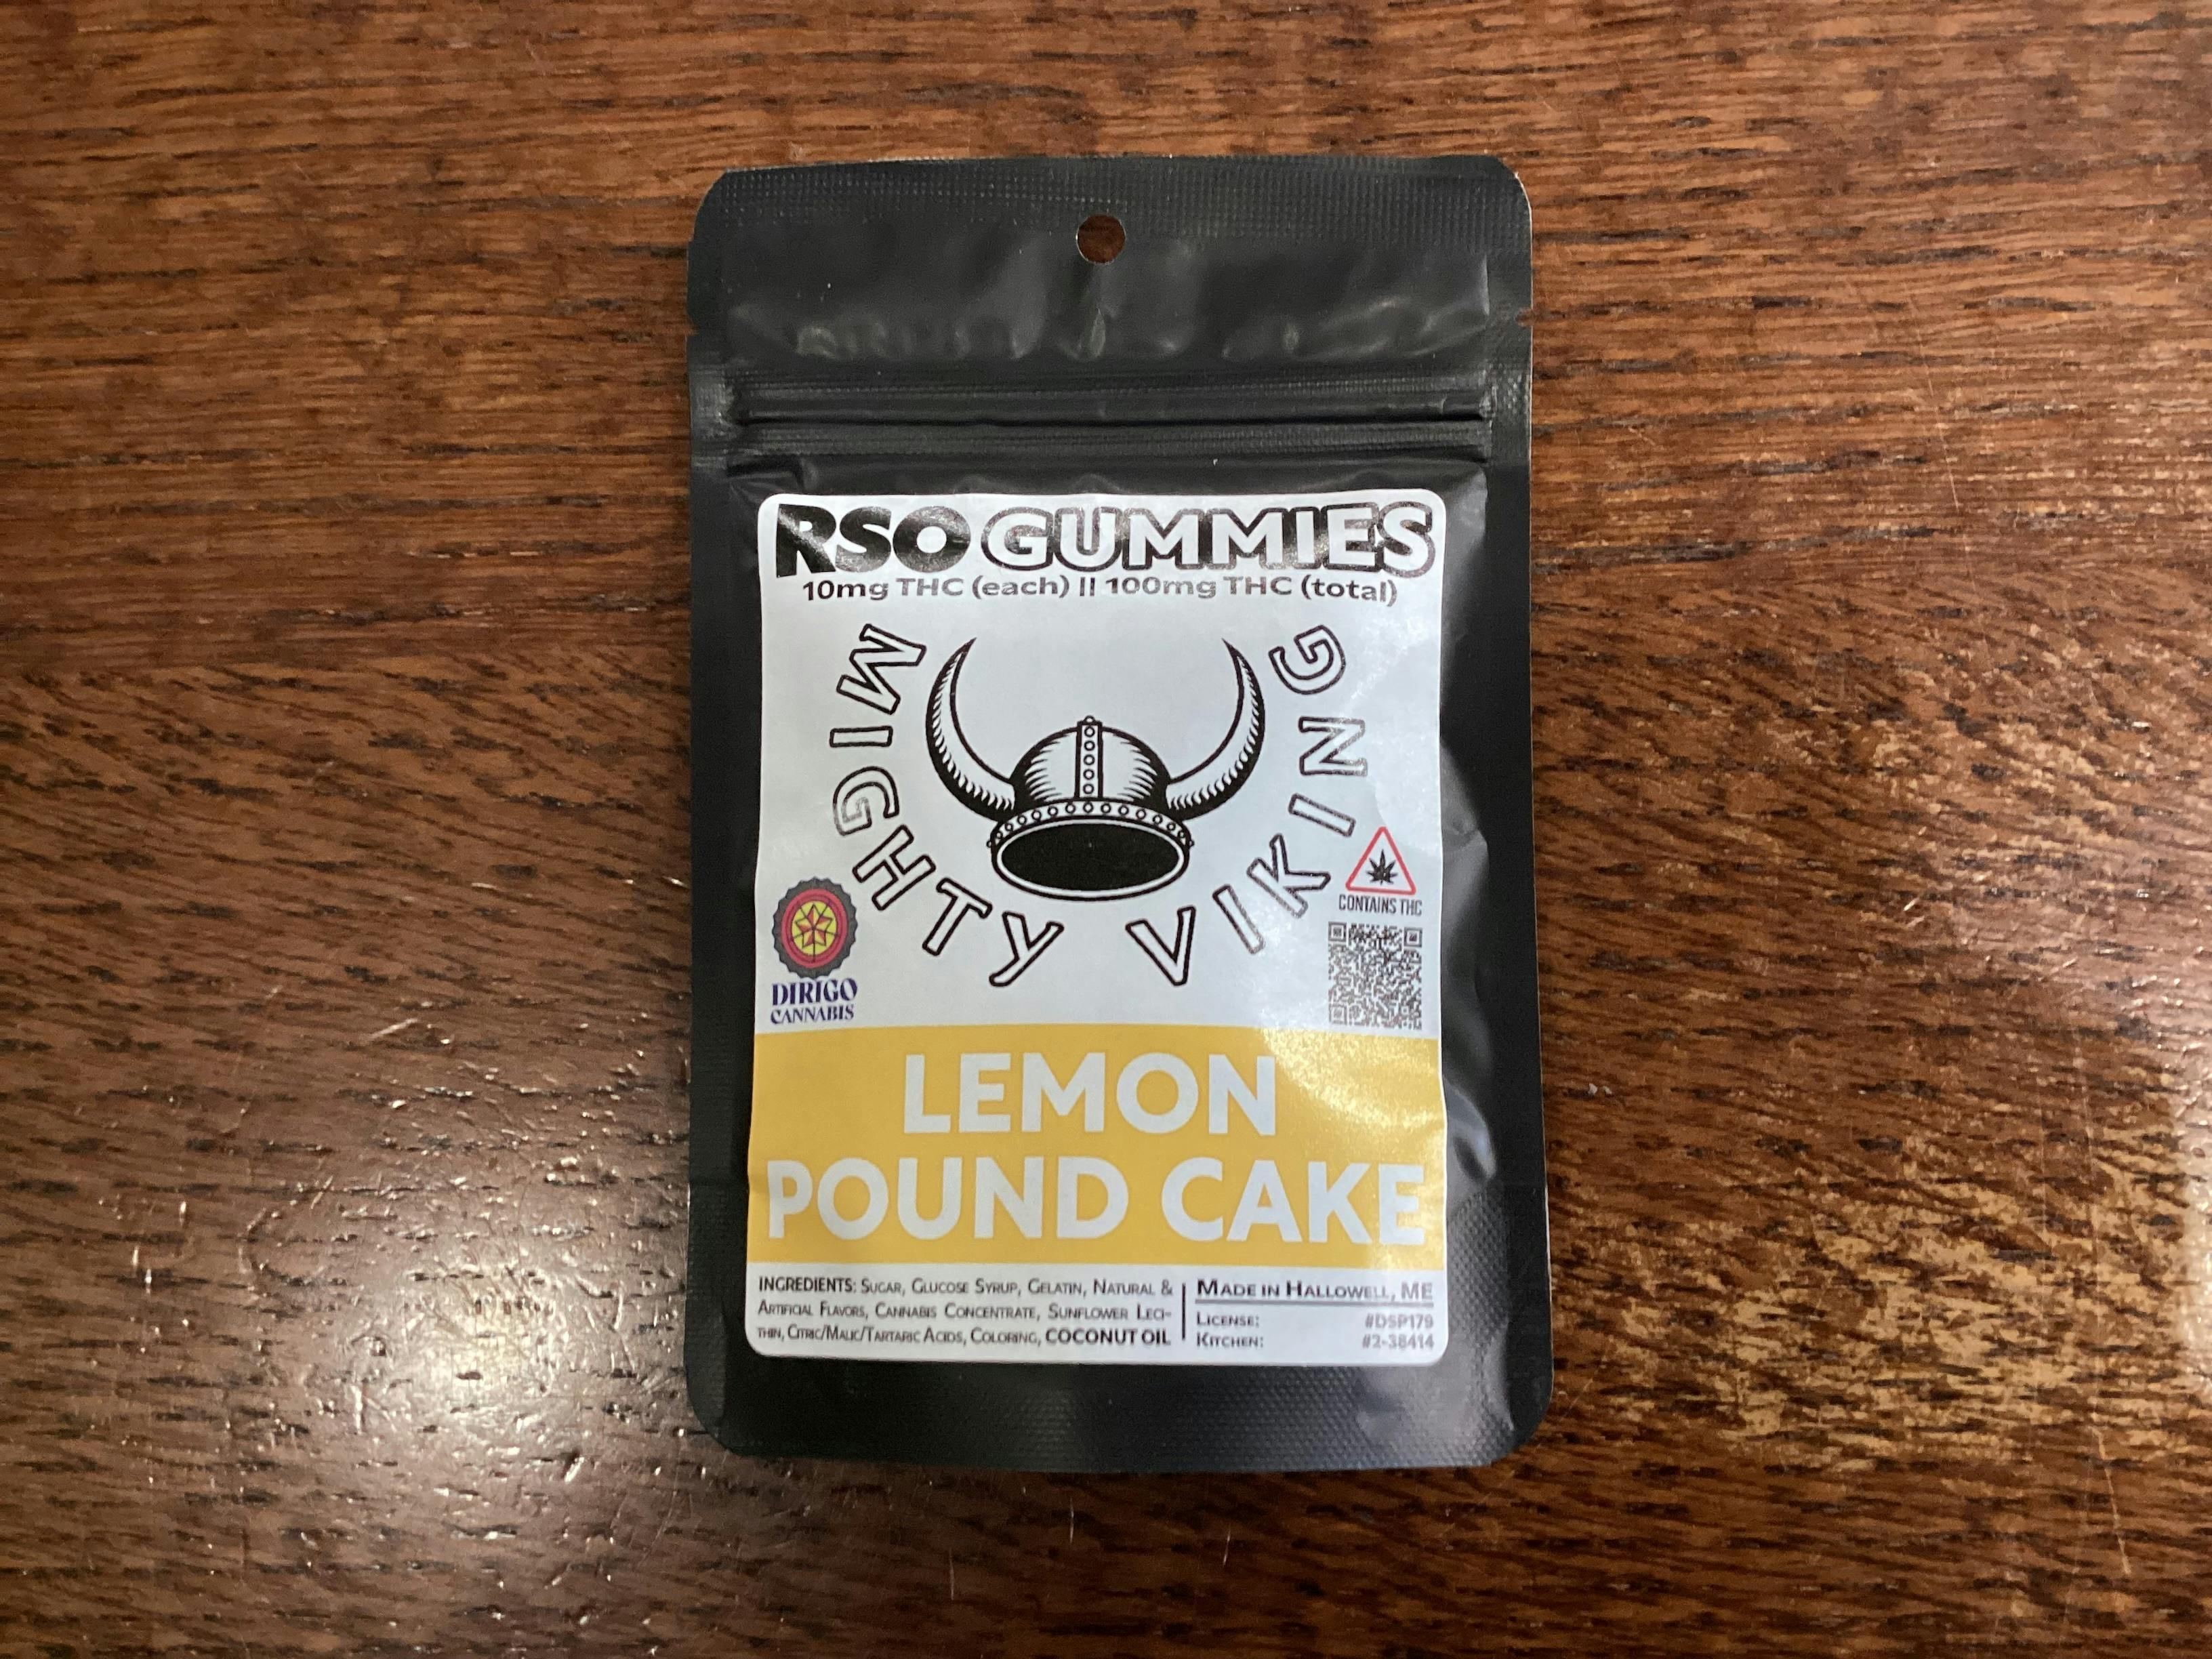 RSO GUMMIES
10mg THC (each) || 100mg THC (total)
MIGHTY VIKING
CONTAINS THC
DIRIGO
CANNABIS
LEMON
POUND CAKE
INGREDIENTS: SUGAR, GLUCOSE SYRUP, GELATIN, NATURAL &
ARTIFICIAL FLAVORS, CANNABIS CONCENTRATE, SUNFLOWER LECI-
THIN, CITRIC/MALIC/TARTARIC ACIDS, COLORING, COCONUT OIL
MADE IN HALLOWELL, ME
LICENSE: #DSP179
KITCHEN: #2-38414